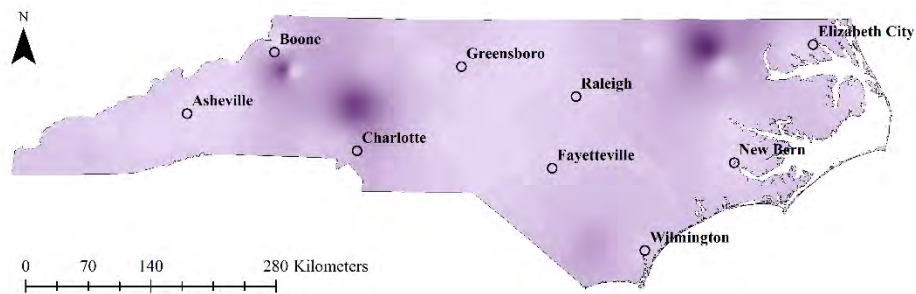 N
Boone
Elizabeth City
Greensboro
Raleigh
Asheville
Charlotte
New Bern
Fayetteville
Wilmington
0 70 140 280 Kilometers